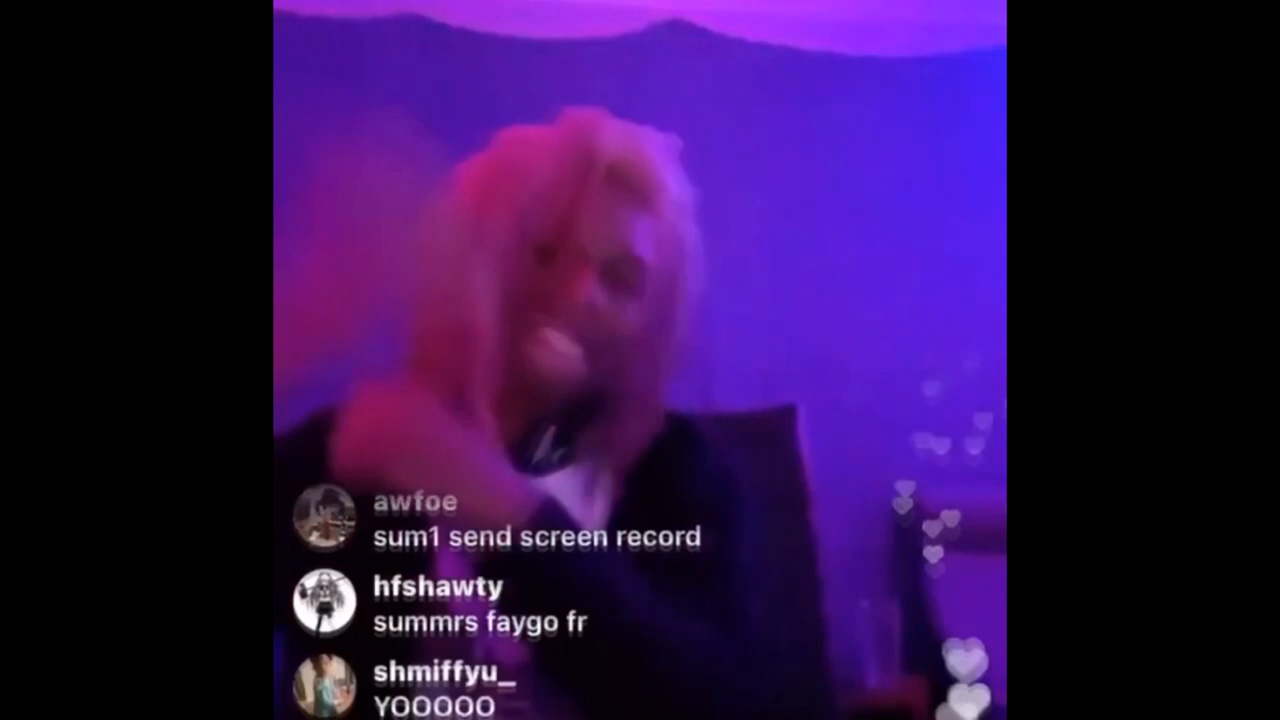 awfoe
sum1 send screen record
hfshawty
summrs faygo fr
shmiffyu_
YOOOOO